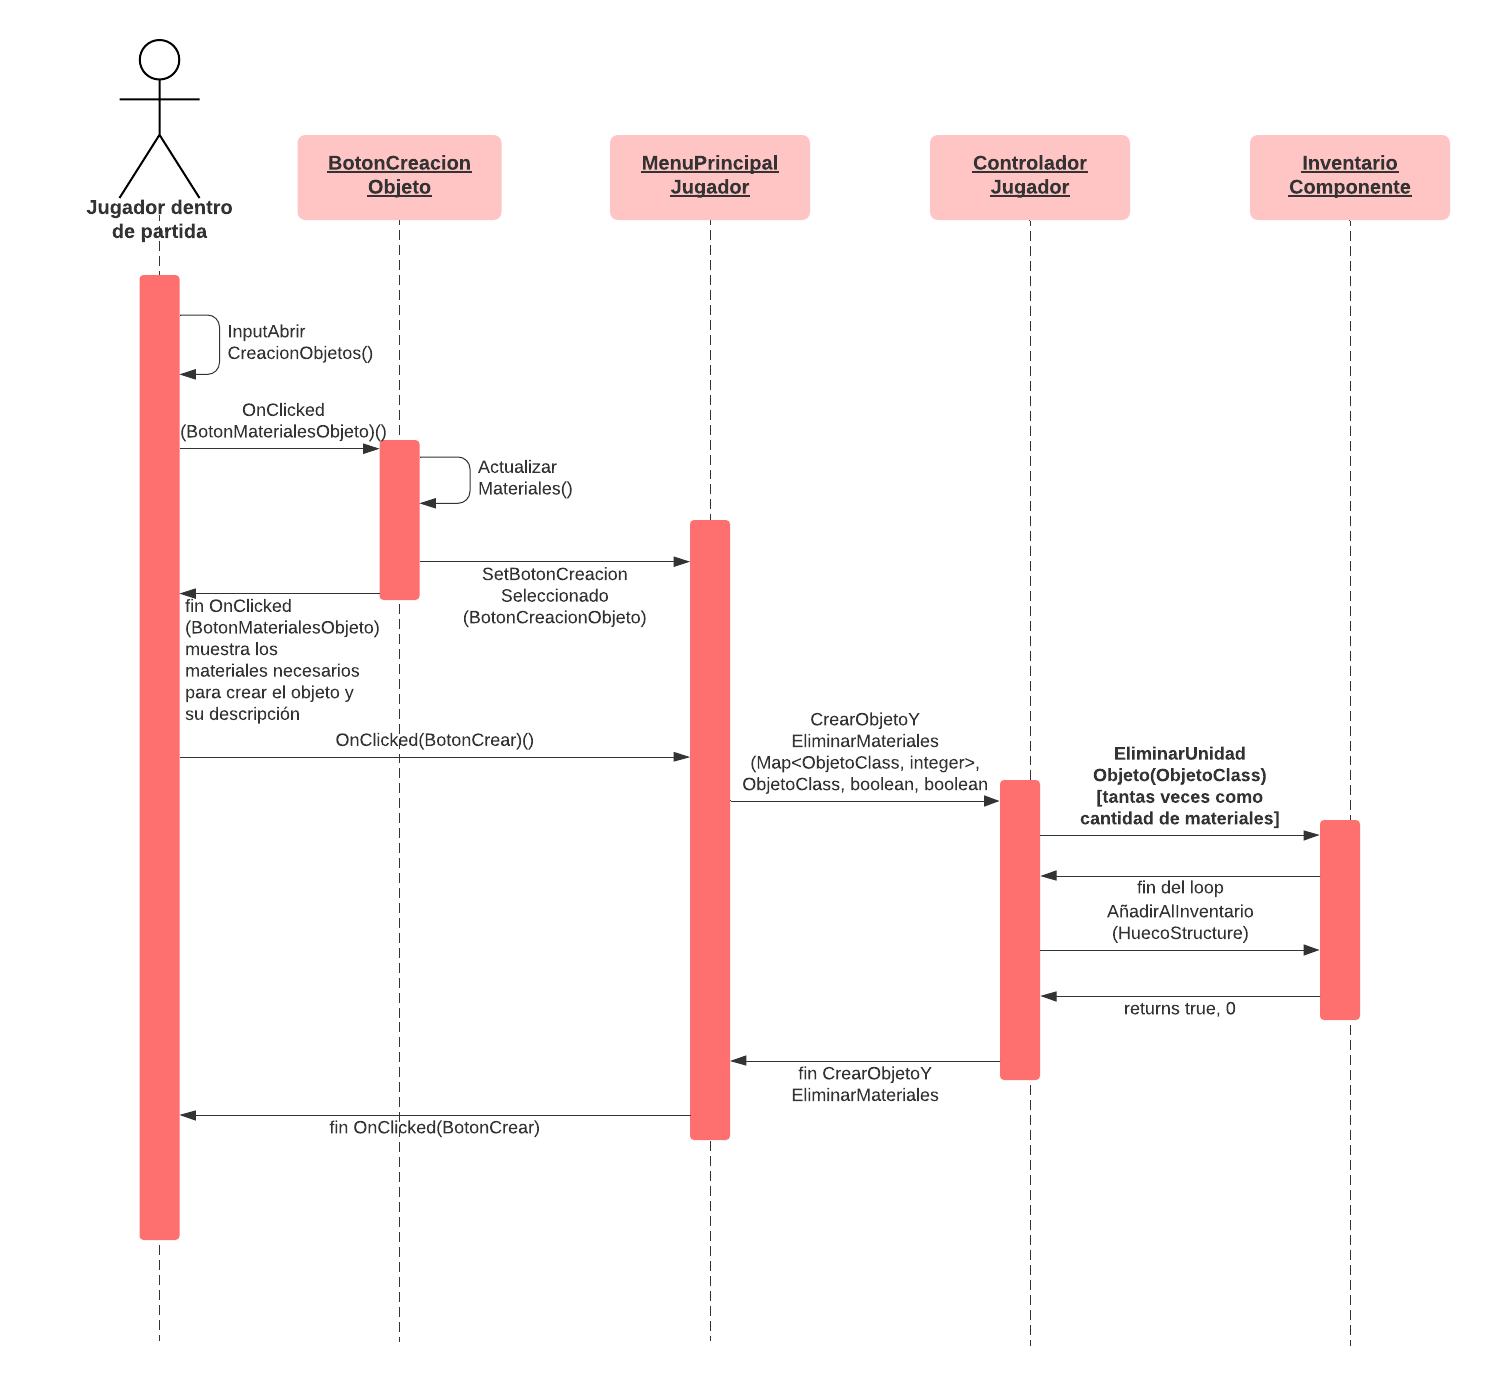 Jugador dentro
de partida
BotonCreacion
Objeto
MenuPrincipal
Jugador
Controlador
Jugador
Inventario
Componente
InputAbrir
CreacionObjetos()
OnClicked
(BotonMaterialesObjeto)()
Actualizar
Materiales()
SetBotonCreacion
Seleccionado
(BotonCreacionObjeto)
fin OnClicked
(BotonMaterialesObjeto)
muestra los
materiales necesarios
para crear el objeto y
su descripción
OnClicked(BotonCrear)()
CrearObjetoY
EliminarMateriales
(Map<ObjetoClass, integer>,
ObjetoClass, boolean, boolean
EliminarUnidad
Objeto(ObjetoClass)
[tantas veces como
cantidad de materiales]
fin del loop
AñadirAlInventario
(HuecoStructure)
returns true, 0
fin CrearObjetoY
EliminarMateriales
fin OnClicked(BotonCrear)